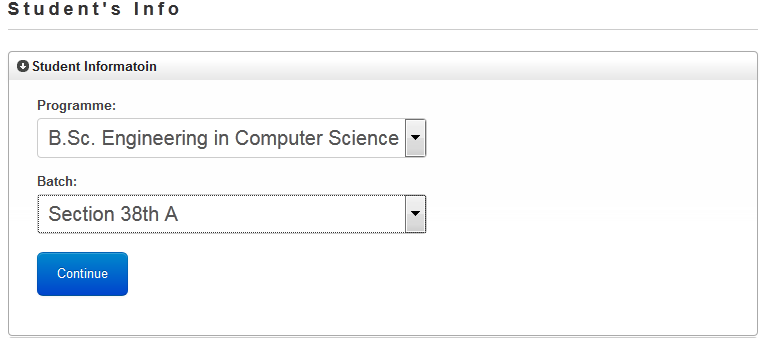 Student's Info
Student Informatoin
Programme:
B.Sc. Engineering in Computer Science
Batch:
Section 38th A
Continue